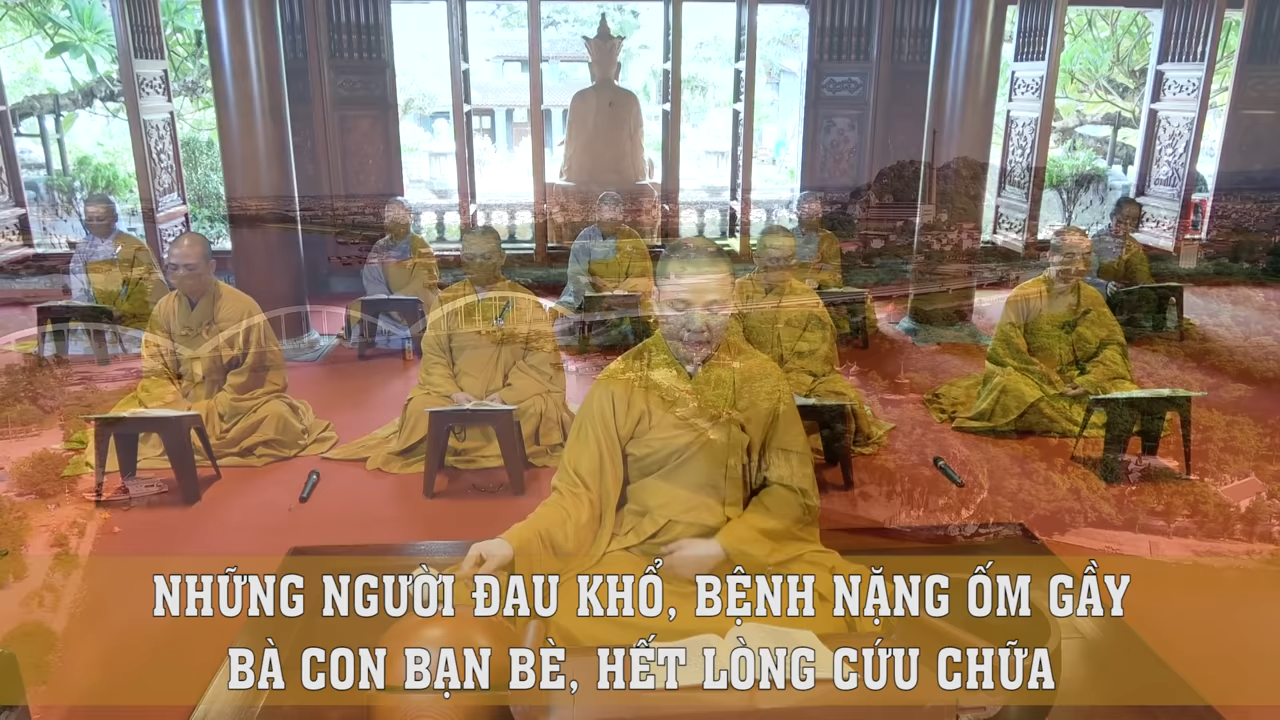 NHỮNG NGƯỜI ĐAU KHỔ, BỆNH NẶNG ỐM GẦY
BÀ CON BẠN BÈ, HẾT LÒNG CỨU CHỮA